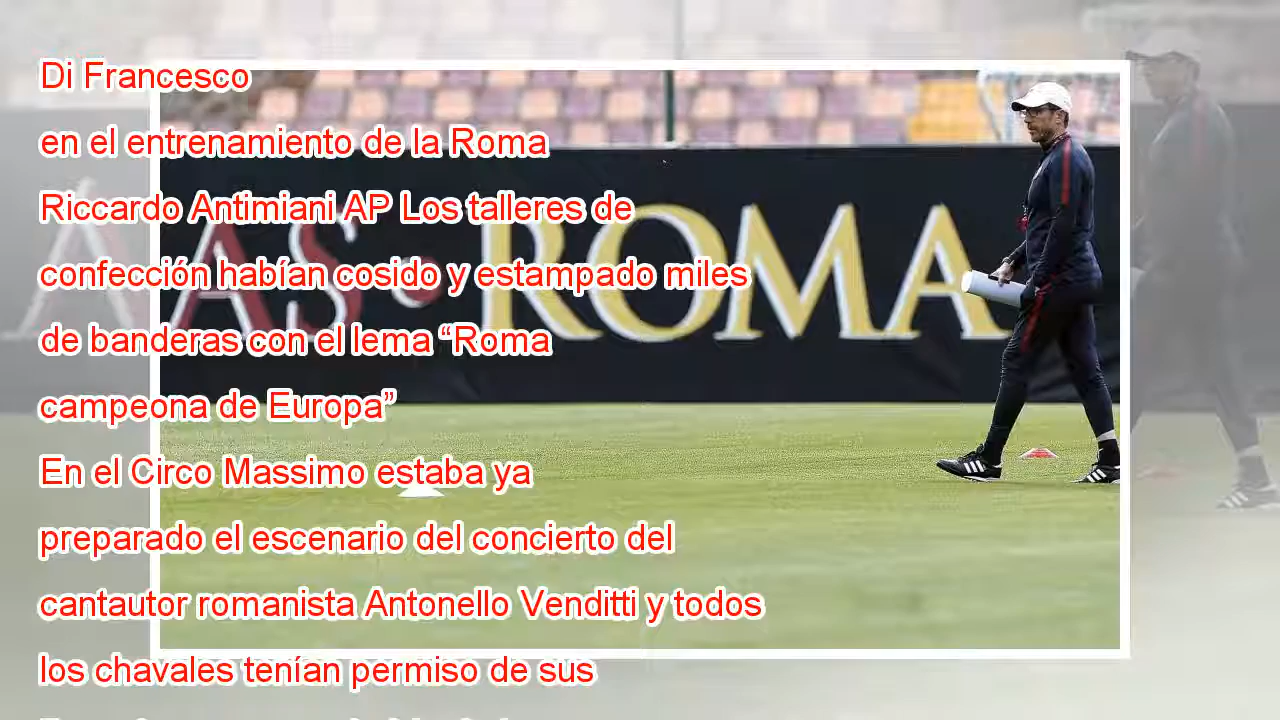 Di Francesco
en el entrenamiento de la Roma
Riccardo Antimiani AP Los talleres de
confección habían cosido y estampado miles
de banderas con el lema “Roma
campeona de Europa”
En el Circo Massimo estaba ya
preparado el escenario del concierto del
cantautor romanista Antonello Venditti y todos
los chavales tenían permiso de sus
AS ROMA